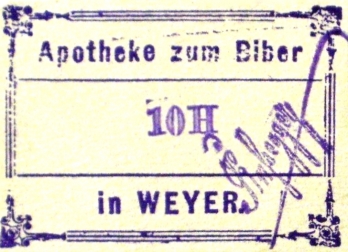 Apotheke zum Biber
10H
in WEYER.